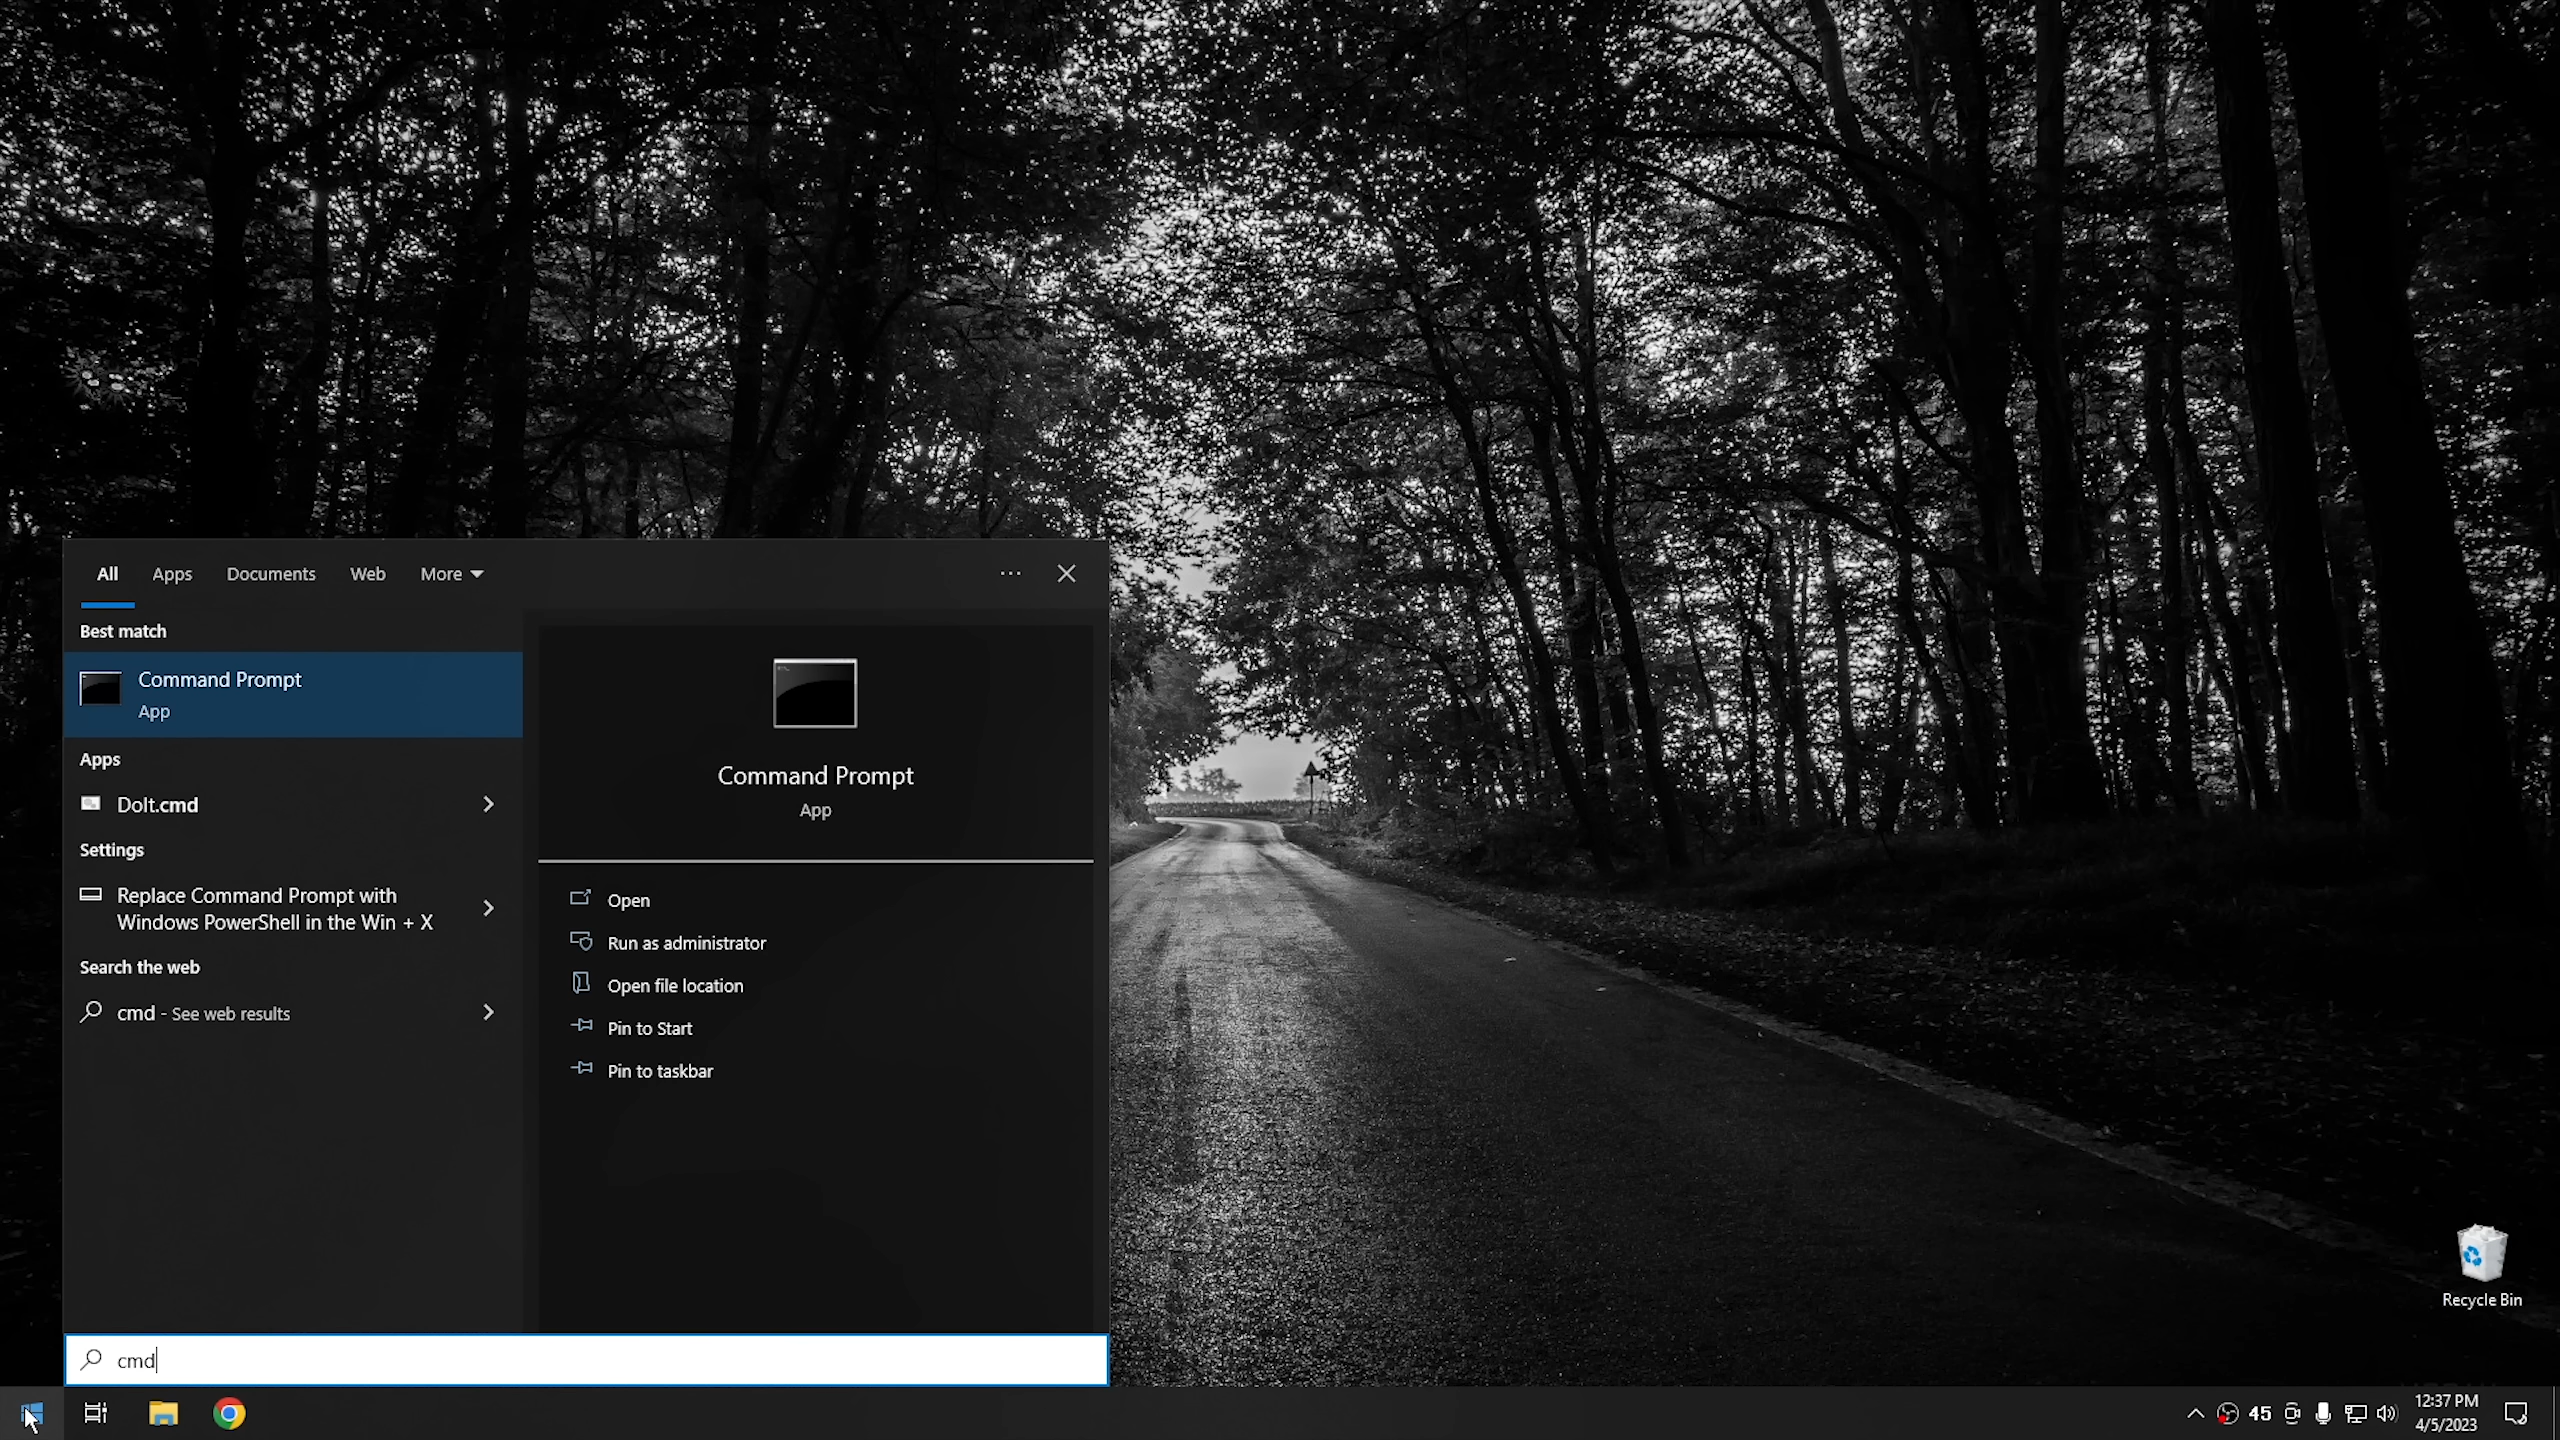 All Apps Documents Web More
Best match
Command Prompt
App
Apps
DoIt.cmd
Settings
Replace Command Prompt with
Windows PowerShell in the Win + X
Search the web
cmd - See web results
Command Prompt
App
Open
Run as administrator
Open file location
Pin to Start
Pin to taskbar
cmd
Recycle Bin
45
12:37 PM
4/5/2023